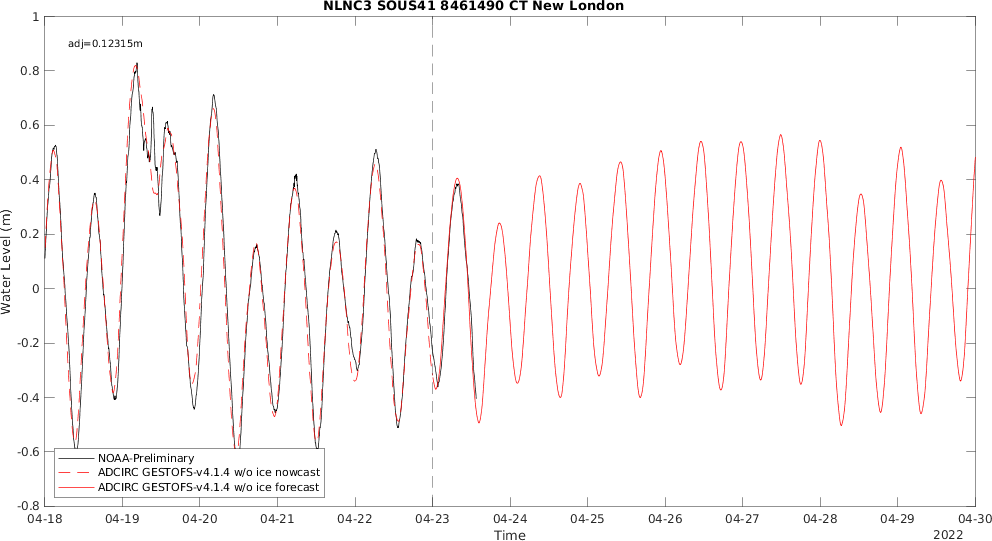 NLNC3 SOUS41 8461490 CT New London
adj=0.12315m
1
0.8
0.6
0.4
0.2
0
-0.2
-0.4
-0.6
-0.8
Water Level (m)
NOAA-Preliminary
ADCIRC GESTOFS-v4.1.4 w/o ice nowcast
ADCIRC GESTOFS-v4.1.4 w/o ice forecast
04-18 04-19 04-20 04-21 04-22 04-23 04-24 04-25 04-26 04-27 04-28 04-29 04-30
Time
2022